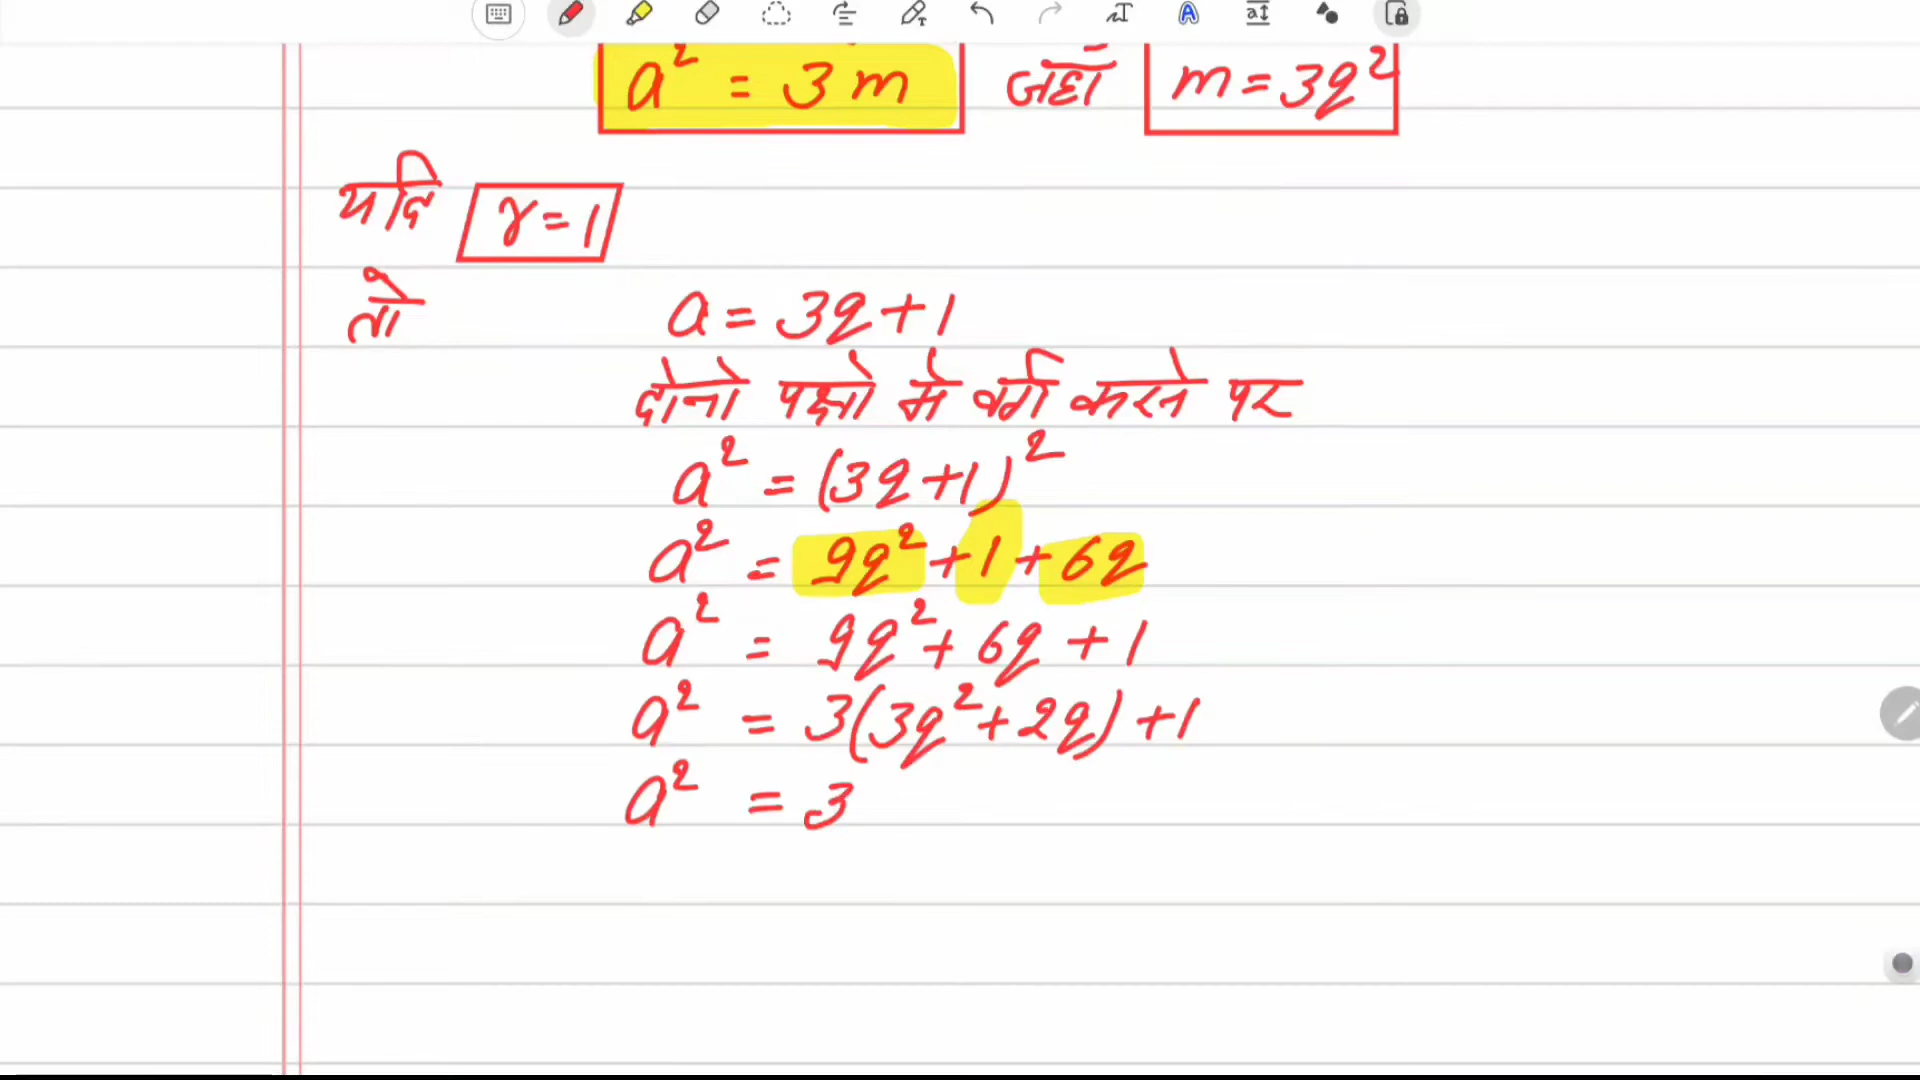 a² = 3m जहाँ m = 3q²
यदि r = 1
तो a = 3q + 1
दोनो पक्षो मे वर्ग करने पर
a² = (3q + 1)²
a² = 9q² + 1 + 6q
a² = 9q² + 6q + 1
a² = 3(3q² + 2q) + 1
a² = 3